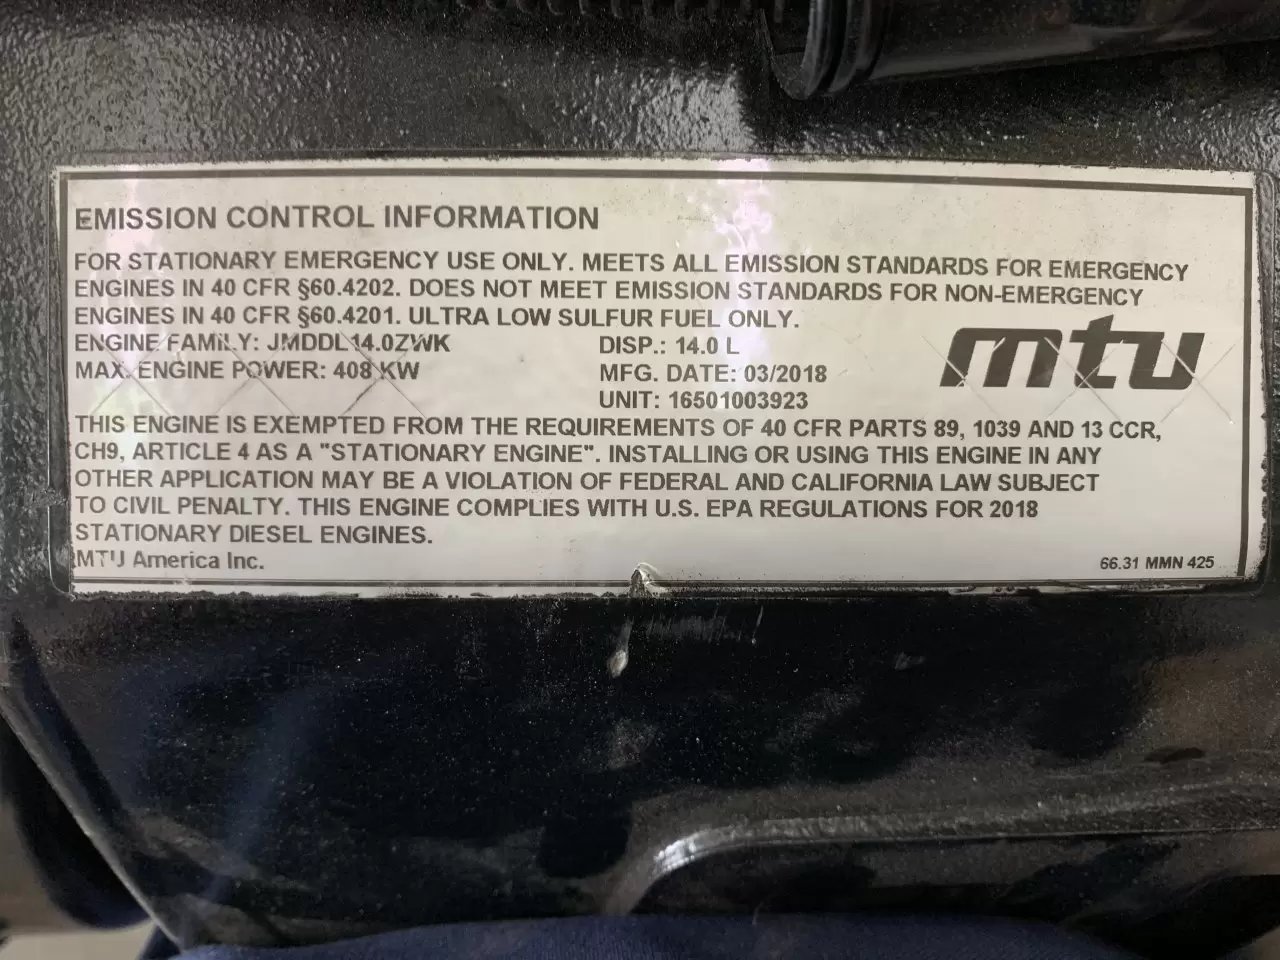 EMISSION CONTROL INFORMATION
FOR STATIONARY EMERGENCY USE ONLY. MEETS ALL EMISSION STANDARDS FOR EMERGENCY
ENGINES IN 40 CFR §60.4202. DOES NOT MEET EMISSION STANDARDS FOR NON-EMERGENCY
ENGINES IN 40 CFR §60.4201. ULTRA LOW SULFUR FUEL ONLY.
ENGINE FAMILY: JMDDL14.0ZWK DISP.: 14.0 L
MAX. ENGINE POWER: 408 KW MFG. DATE: 03/2018
UNIT: 16501003923
mtu
THIS ENGINE IS EXEMPTED FROM THE REQUIREMENTS OF 40 CFR PARTS 89, 1039 AND 13 CCR,
CH9, ARTICLE 4 AS A "STATIONARY ENGINE". INSTALLING OR USING THIS ENGINE IN ANY
OTHER APPLICATION MAY BE A VIOLATION OF FEDERAL AND CALIFORNIA LAW SUBJECT
TO CIVIL PENALTY. THIS ENGINE COMPLIES WITH U.S. EPA REGULATIONS FOR 2018
STATIONARY DIESEL ENGINES.
MTU America Inc. 66.31 MMN 425